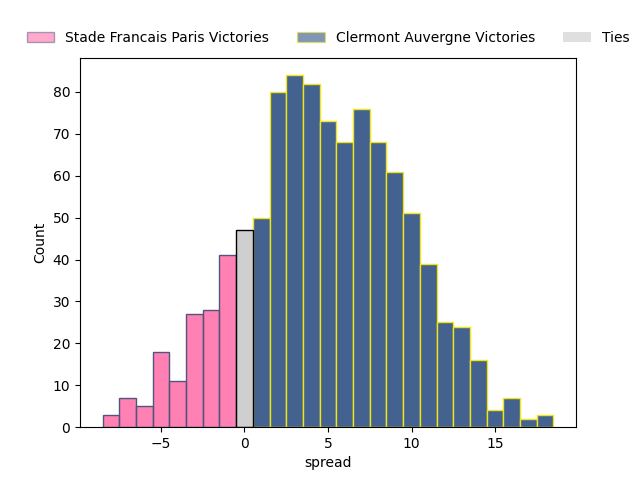 Stade Francais Paris Victories Clermont Auvergne Victories Ties
80
70
60
50
40
30
20
10
0
Count
−5 0 5 10 15
spread